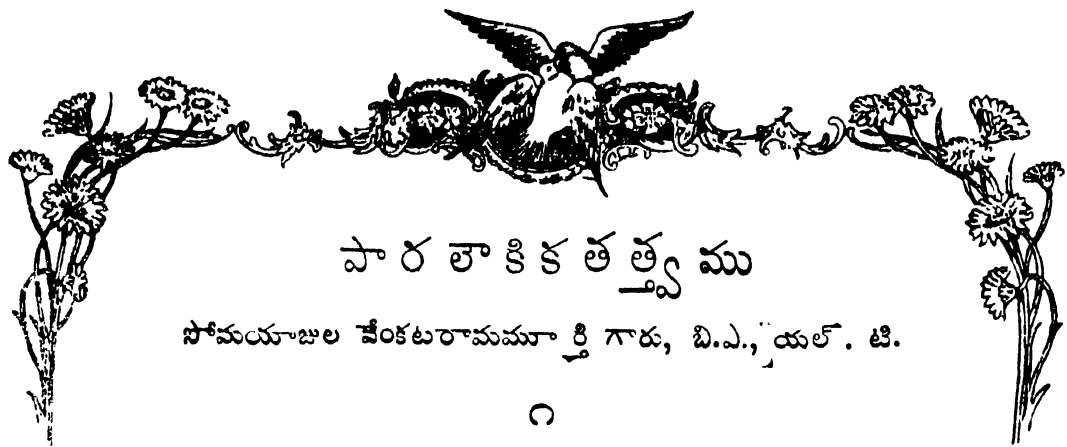 పారలౌకికతత్త్వము
సోమయాజుల వేంకటరామమూర్తి గారు, బి.ఎ., యల్. టి.
౧